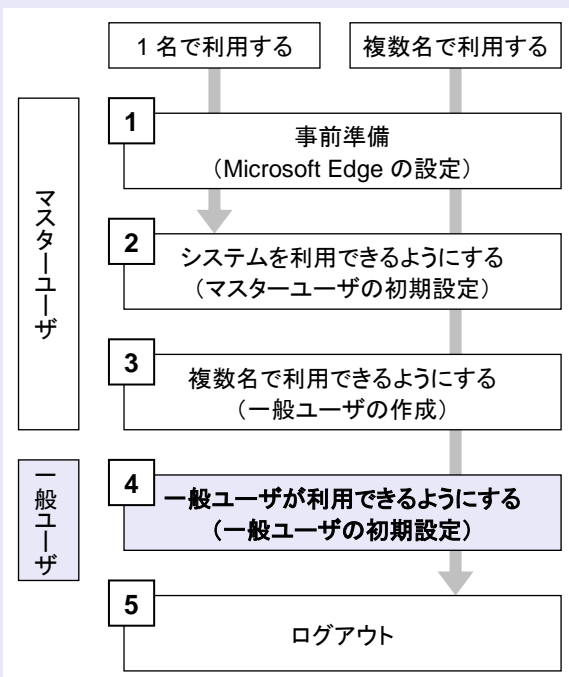 1 名で利用する
複数名で利用する
マスターユーザ
1
事前準備
（Microsoft Edge の設定）
2
システムを利用できるようにする
（マスターユーザの初期設定）
3
複数名で利用できるようにする
（一般ユーザの作成）
一般ユーザ
4
一般ユーザが利用できるようにする
（一般ユーザの初期設定）
5
ログアウト